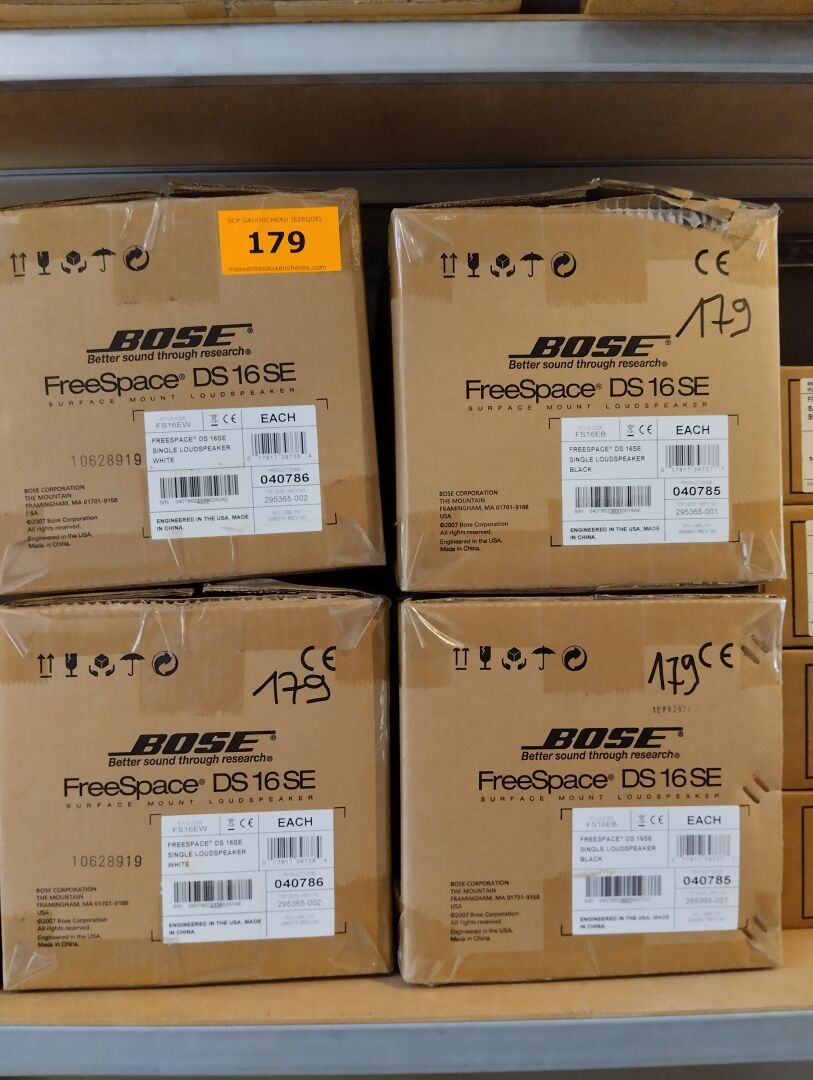 SCP GAUDUCHEAU JEZEQUEL
179
mesventesauxencheres.com
BOSE®
Better sound through research®
FreeSpace® DS 16 SE
SURFACE MOUNT LOUDSPEAKER
FS16EW
CE
EACH
FREESPACE® DS 16SE
SINGLE LOUDSPEAKER
WHITE
10628919
040786
295365-002
ENGINEERED IN THE USA, MADE
IN CHINA
BOSE CORPORATION
THE MOUNTAIN
FRAMINGHAM, MA 01701-9168
USA
©2007 Bose Corporation
All rights reserved.
Engineered in the USA.
Made in China.
CE
179
BOSE®
Better sound through research®
FreeSpace® DS 16 SE
SURFACE MOUNT LOUDSPEAKER
FS16EB
CE
EACH
FREESPACE® DS 16SE
SINGLE LOUDSPEAKER
BLACK
040785
295365-001
ENGINEERED IN THE USA, MADE
IN CHINA.
BOSE CORPORATION
THE MOUNTAIN
FRAMINGHAM, MA 01701-9168
USA
©2007 Bose Corporation
All rights reserved.
Engineered in the USA.
Made in China.
CE
179
BOSE®
Better sound through research®
FreeSpace® DS 16 SE
SURFACE MOUNT LOUDSPEAKER
FS16EW
CE
EACH
FREESPACE® DS 16SE
SINGLE LOUDSPEAKER
WHITE
10628919
040786
295365-002
ENGINEERED IN THE USA, MADE
IN CHINA
BOSE CORPORATION
THE MOUNTAIN
FRAMINGHAM, MA 01701-9168
USA
©2007 Bose Corporation
All rights reserved.
Engineered in the USA.
Made in China.
179 CE
BOSE®
Better sound through research®
FreeSpace® DS 16 SE
SURFACE MOUNT LOUDSPEAKER
FS16EB
CE
EACH
FREESPACE® DS 16SE
SINGLE LOUDSPEAKER
BLACK
040785
295365-001
ENGINEERED IN THE USA, MADE
IN CHINA
BOSE CORPORATION
THE MOUNTAIN
FRAMINGHAM, MA 01701-9168
USA
©2007 Bose Corporation
All rights reserved.
Engineered in the USA.
Made in China.